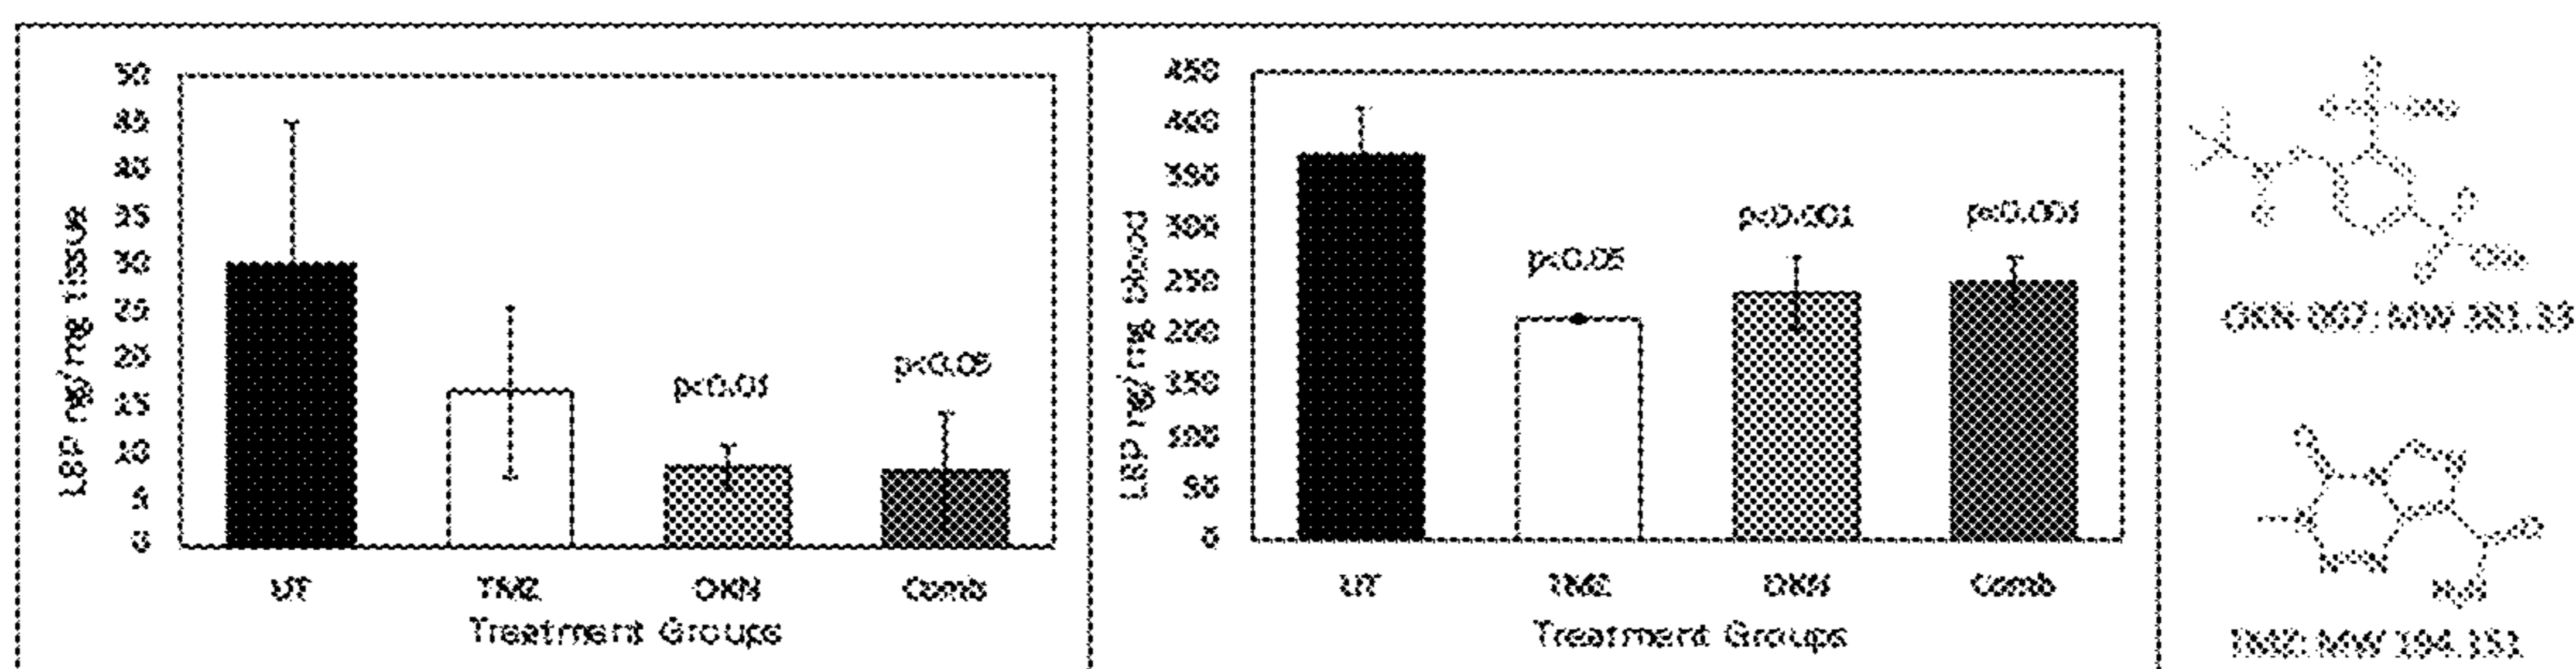 50
45
40
35
30
25
20
15
10
5
0
LBP ng/mg tissue
p<0.01
p<0.05
UT TMZ OKN Comb
Treatment Groups
450
400
350
300
250
200
150
100
50
0
LBP ng/mg blood
p<0.05
p<0.001
p<0.001
UT TMZ OKN Comb
Treatment Groups
OKN-007: MW 381.33
O
H₂N
TMZ: MW 194.151